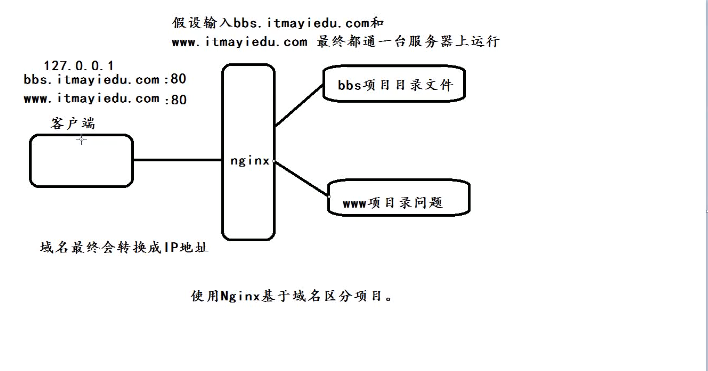 假设输入bbs.itmayiedu.com和
www.itmayiedu.com 最终都通一台服务器上运行
127.0.0.1
bbs.itmayiedu.com:80
www.itmayiedu.com:80
客户端
nginx
bbs项目目录文件
www项目录问题
域名最终会转换成IP地址
使用Nginx基于域名区分项目。